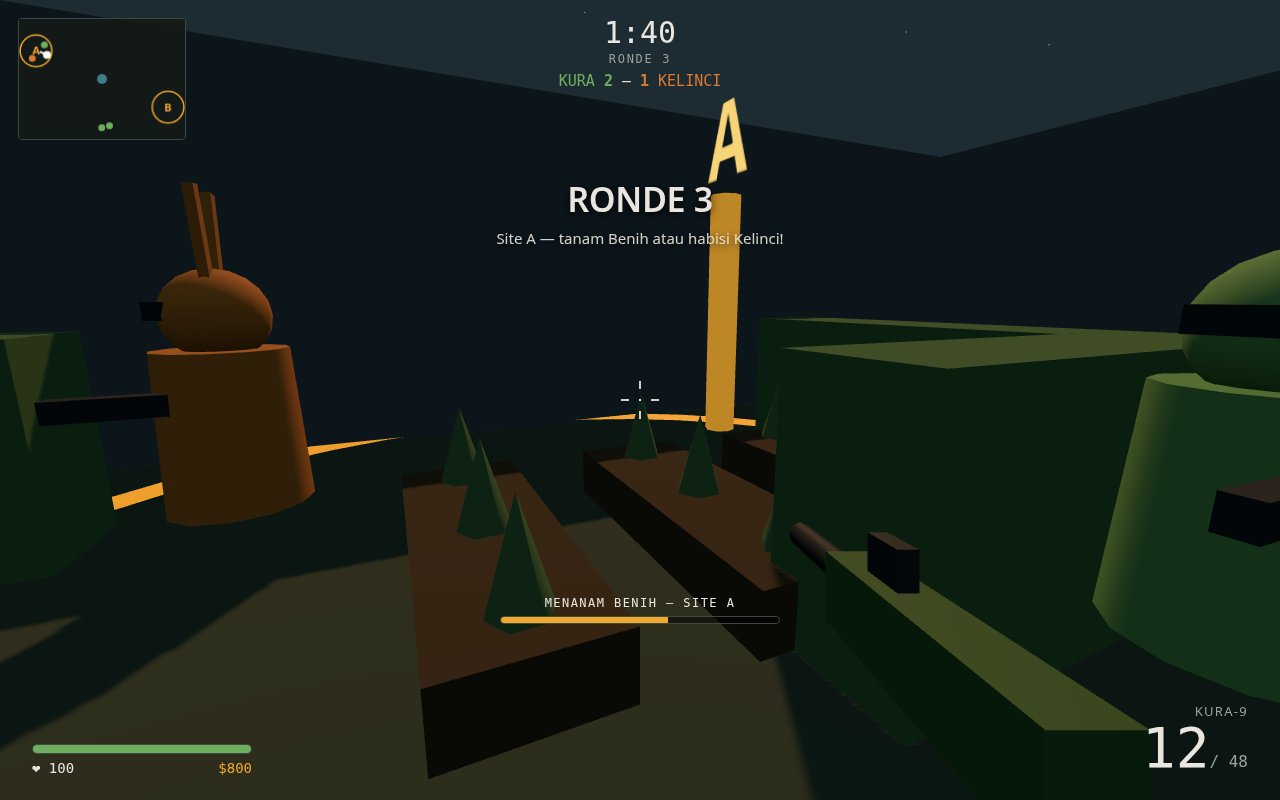 A
B
1:40
RONDE 3
KURA 2 — 1 KELINCI
A
RONDE 3
Site A — tanam Benih atau habisi Kelinci!
MENANAM BENIH — SITE A
❤ 100
$800
KURA-9
12 / 48